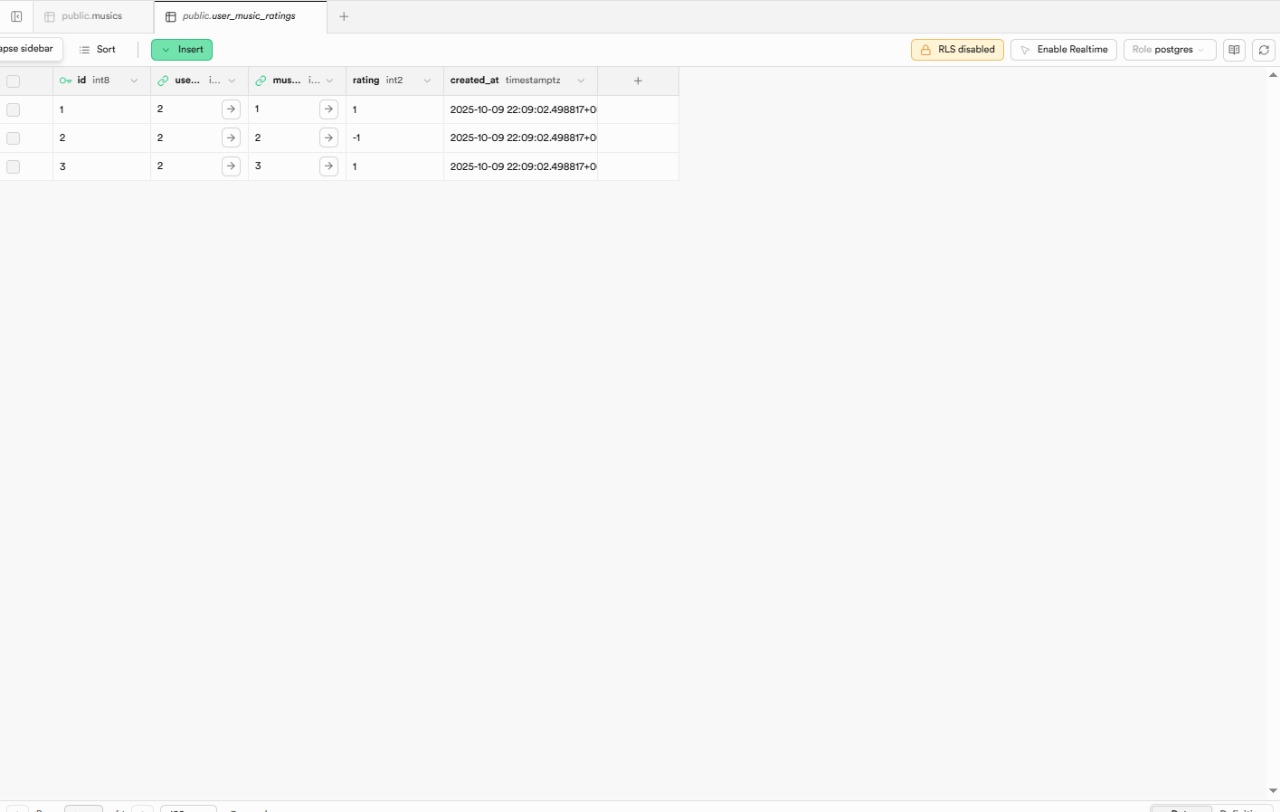 public.musics
public.user_music_ratings
apse sidebar
Sort
Insert
RLS disabled
Enable Realtime
Role postgres
id int8
use... i...
mus... i...
rating int2
created_at timestamptz
1 2 1 1 2025-10-09 22:09:02.498817+0
2 2 2 -1 2025-10-09 22:09:02.498817+0
3 2 3 1 2025-10-09 22:09:02.498817+0